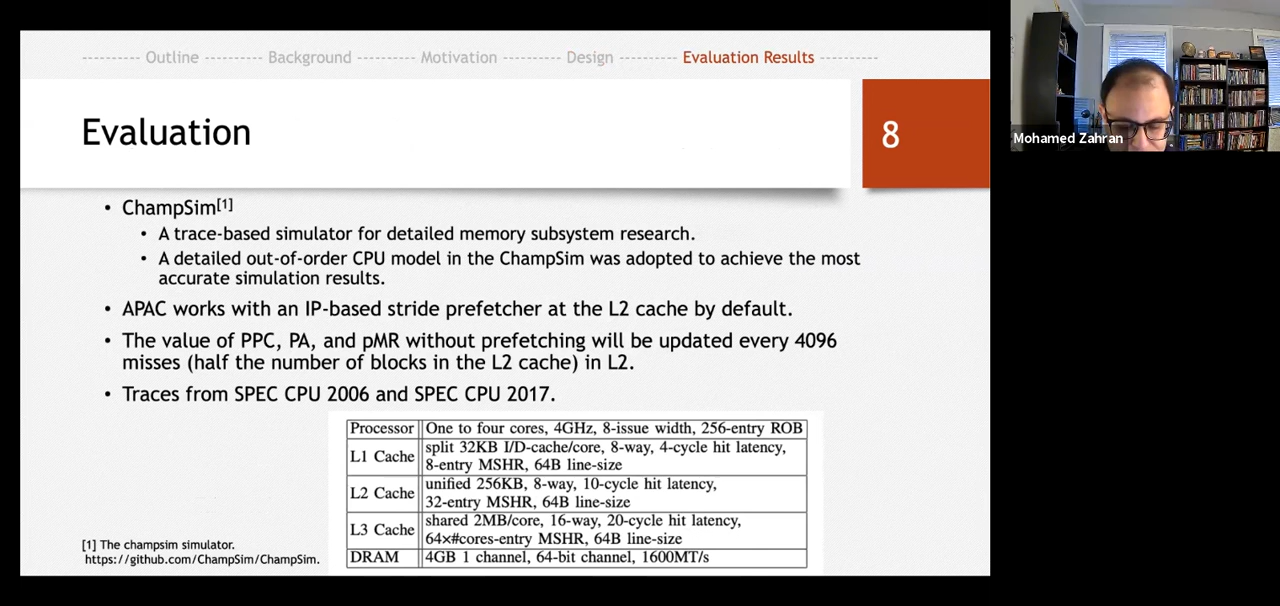 Outline Background Motivation Design Evaluation Results
Evaluation
8
Mohamed Zahran
• ChampSim[1]
• A trace-based simulator for detailed memory subsystem research.
• A detailed out-of-order CPU model in the ChampSim was adopted to achieve the most
accurate simulation results.
• APAC works with an IP-based stride prefetcher at the L2 cache by default.
• The value of PPC, PA, and pMR without prefetching will be updated every 4096
misses (half the number of blocks in the L2 cache) in L2.
• Traces from SPEC CPU 2006 and SPEC CPU 2017.
Processor One to four cores, 4GHz, 8-issue width, 256-entry ROB
L1 Cache split 32KB I/D-cache/core, 8-way, 4-cycle hit latency,
8-entry MSHR, 64B line-size
L2 Cache unified 256KB, 8-way, 10-cycle hit latency,
32-entry MSHR, 64B line-size
L3 Cache shared 2MB/core, 16-way, 20-cycle hit latency,
64×#cores-entry MSHR, 64B line-size
DRAM 4GB 1 channel, 64-bit channel, 1600MT/s
[1] The champsim simulator.
https://github.com/ChampSim/ChampSim.